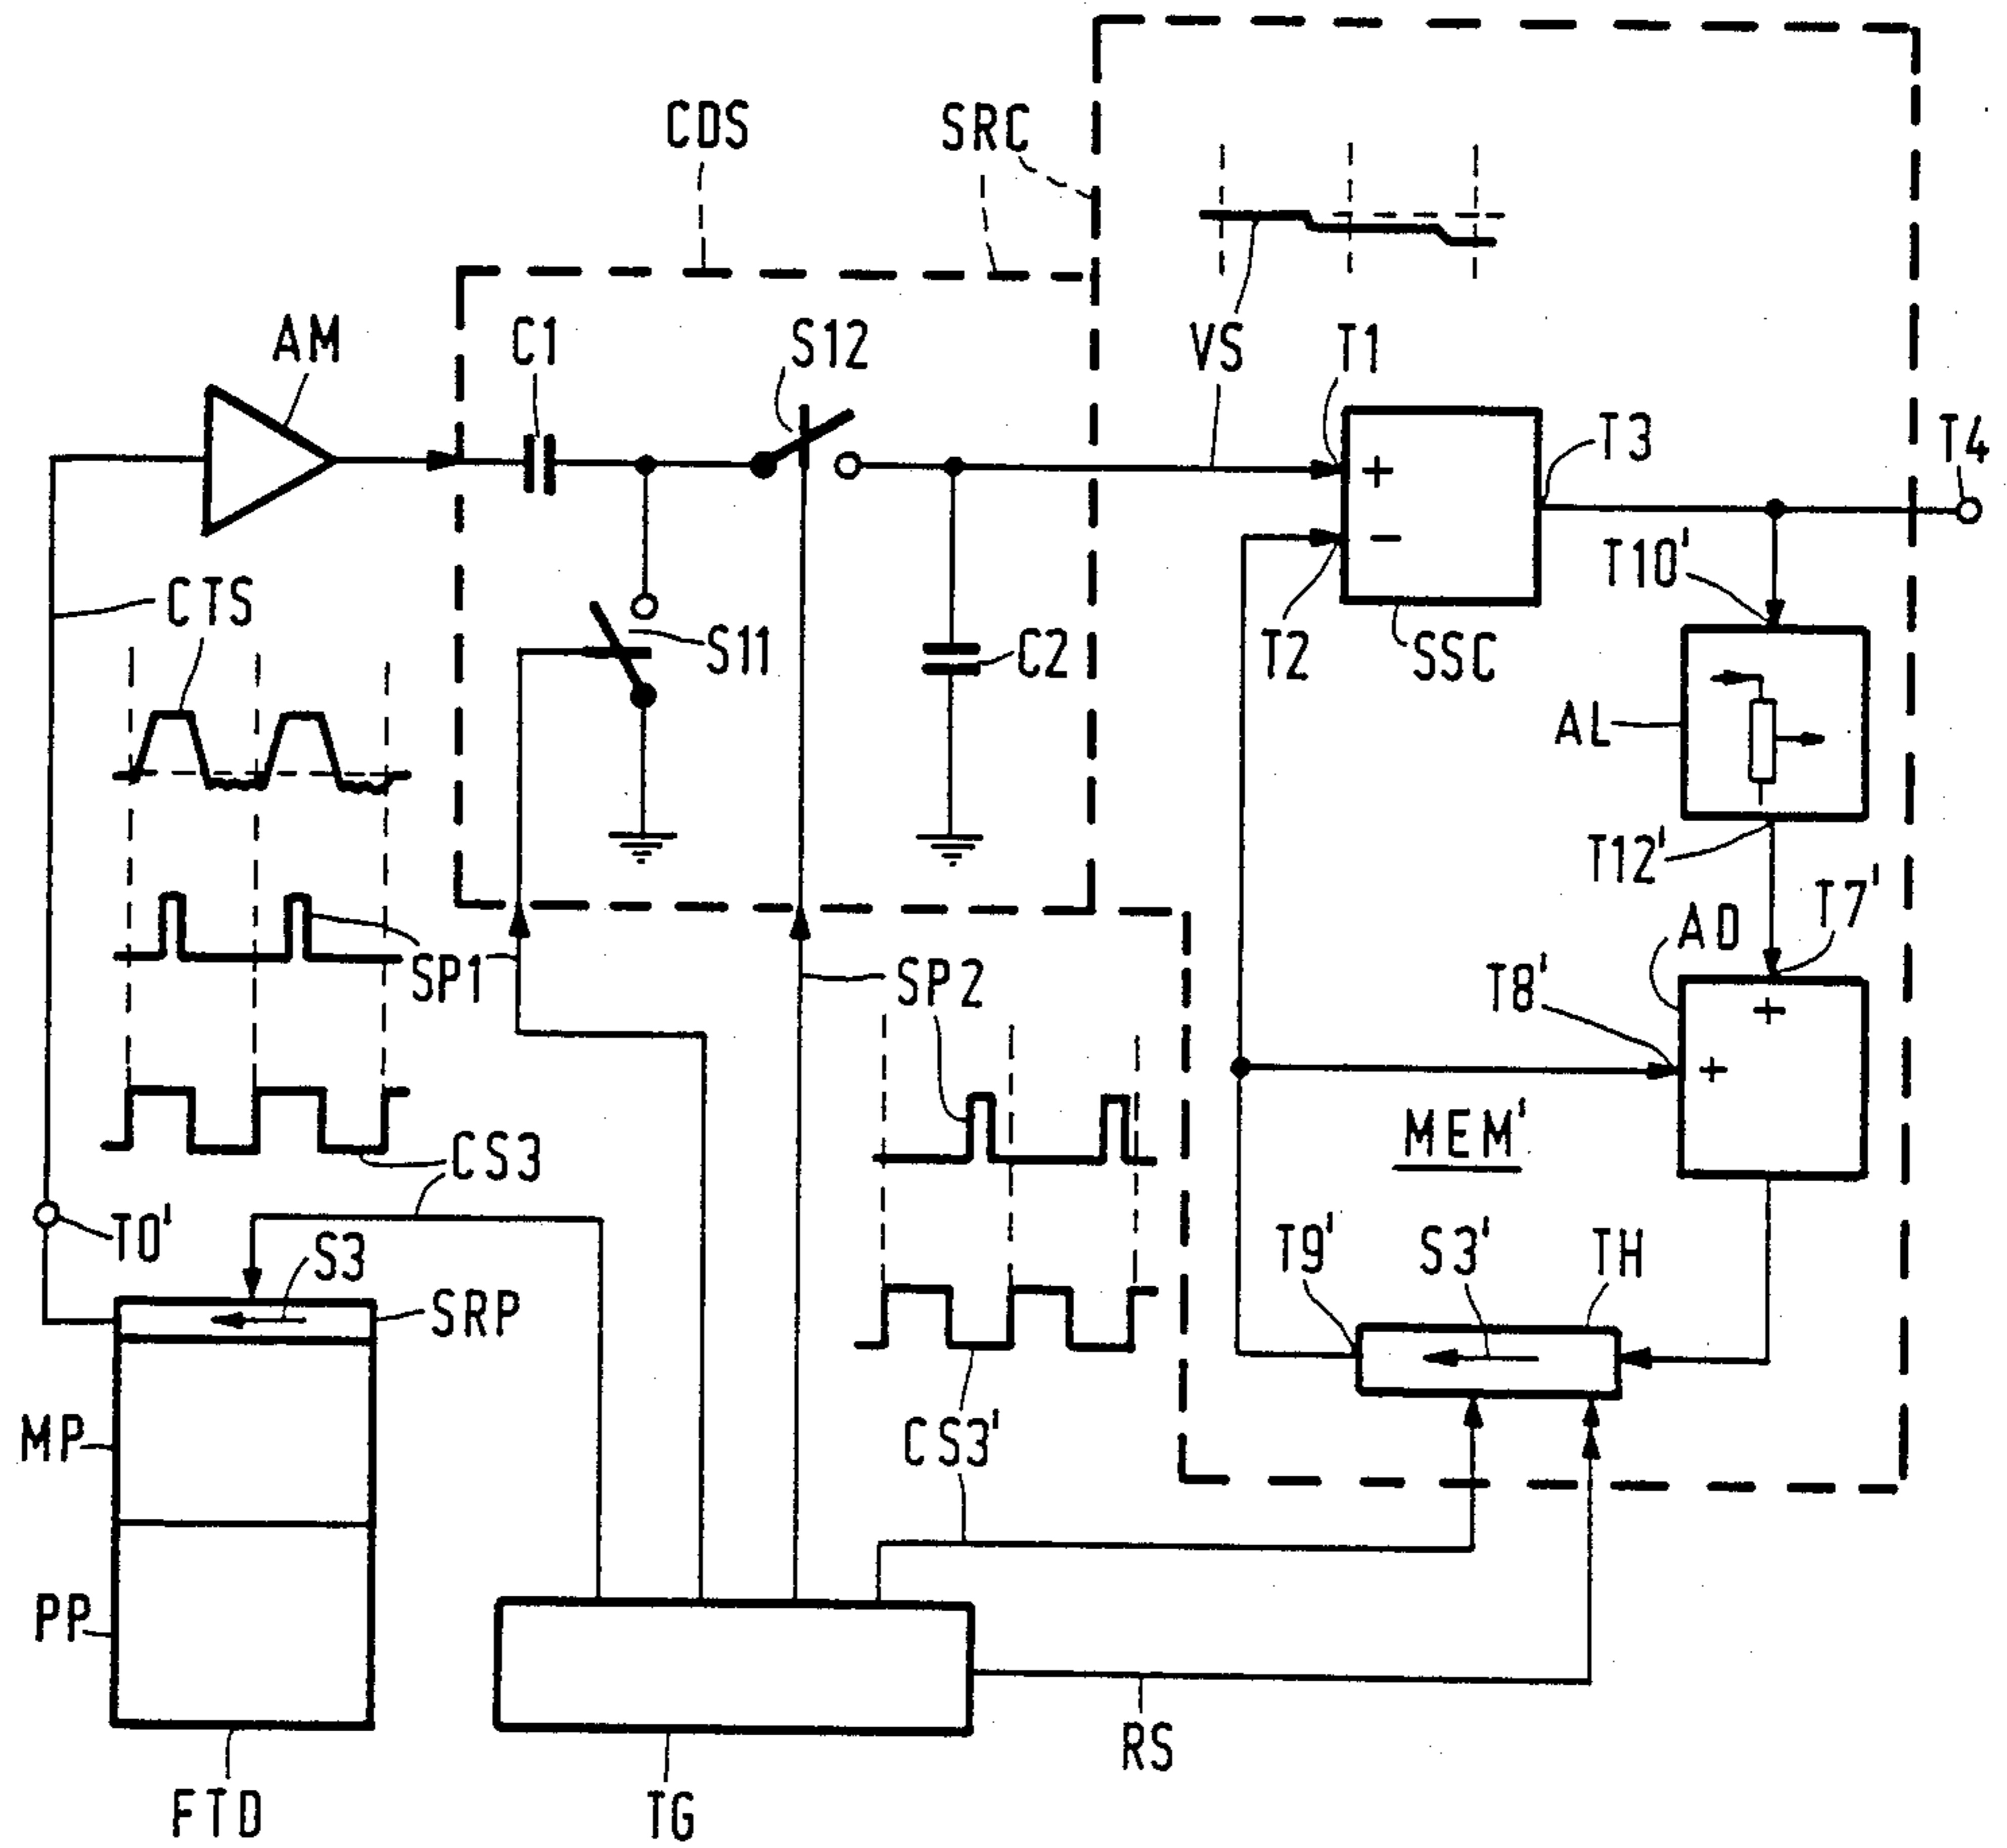 CDS
SRC
AM
C1
S12
VS
T1
T3
T4
+
-
T10'
CTS
S11
C2
T2
SSC
AL
T12'
T7'
AD
SP1
SP2
T8'
+
+
MEM'
CS3
T0'
S3
SRP
T9'
S3'
TH
MP
CS3'
PP
RS
FTD
TG